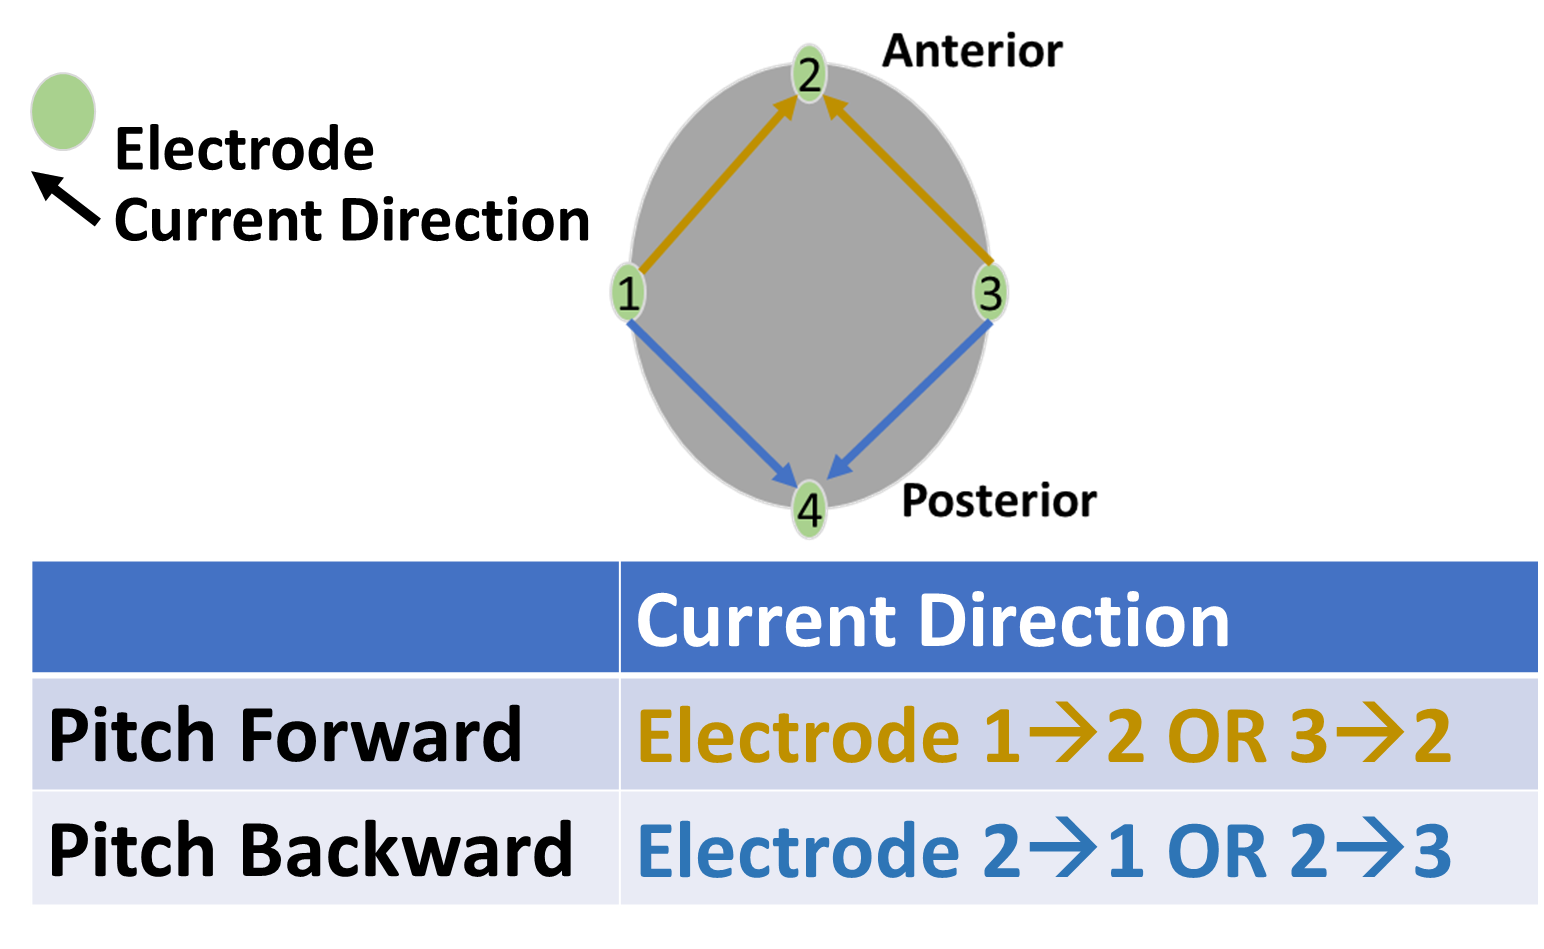 Anterior
2
Electrode
Current Direction
1
3
4
Posterior
Current Direction
Pitch Forward
Electrode 1→2 OR 3→2
Pitch Backward
Electrode 2→1 OR 2→3